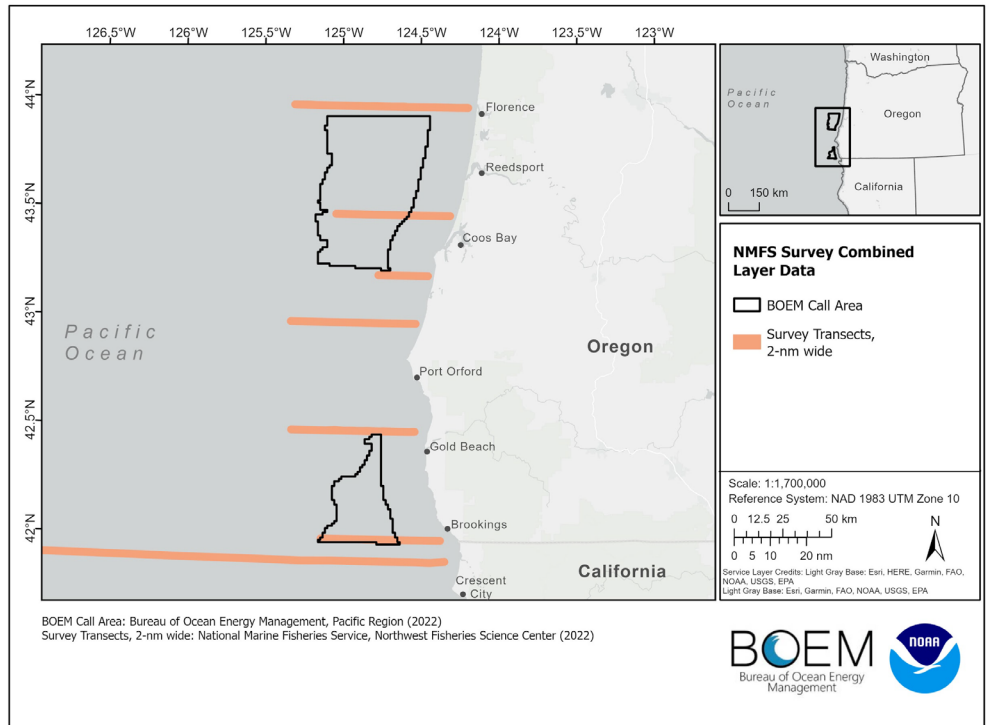 126.5°W 126°W 125.5°W 125°W 124.5°W 124°W 123.5°W 123°W
44°N
43.5°N
43°N
42.5°N
42°N
Florence
Reedsport
Coos Bay
Pacific
Ocean
Oregon
Port Orford
Gold Beach
Brookings
California
Crescent
City
Washington
Pacific
Ocean
Oregon
0 150 km
California
NMFS Survey Combined
Layer Data
BOEM Call Area
Survey Transects,
2-nm wide
Scale: 1:1,700,000
Reference System: NAD 1983 UTM Zone 10
0 12.5 25 50 km
0 5 10 20 nm
N
Service Layer Credits: Light Gray Base: Esri, HERE, Garmin, FAO,
NOAA, USGS, EPA
Light Gray Base: Esri, Garmin, FAO, NOAA, USGS, EPA
BOEM Call Area: Bureau of Ocean Energy Management, Pacific Region (2022)
Survey Transects, 2-nm wide: National Marine Fisheries Service, Northwest Fisheries Science Center (2022)
BOEM
Bureau of Ocean Energy
Management
NOAA